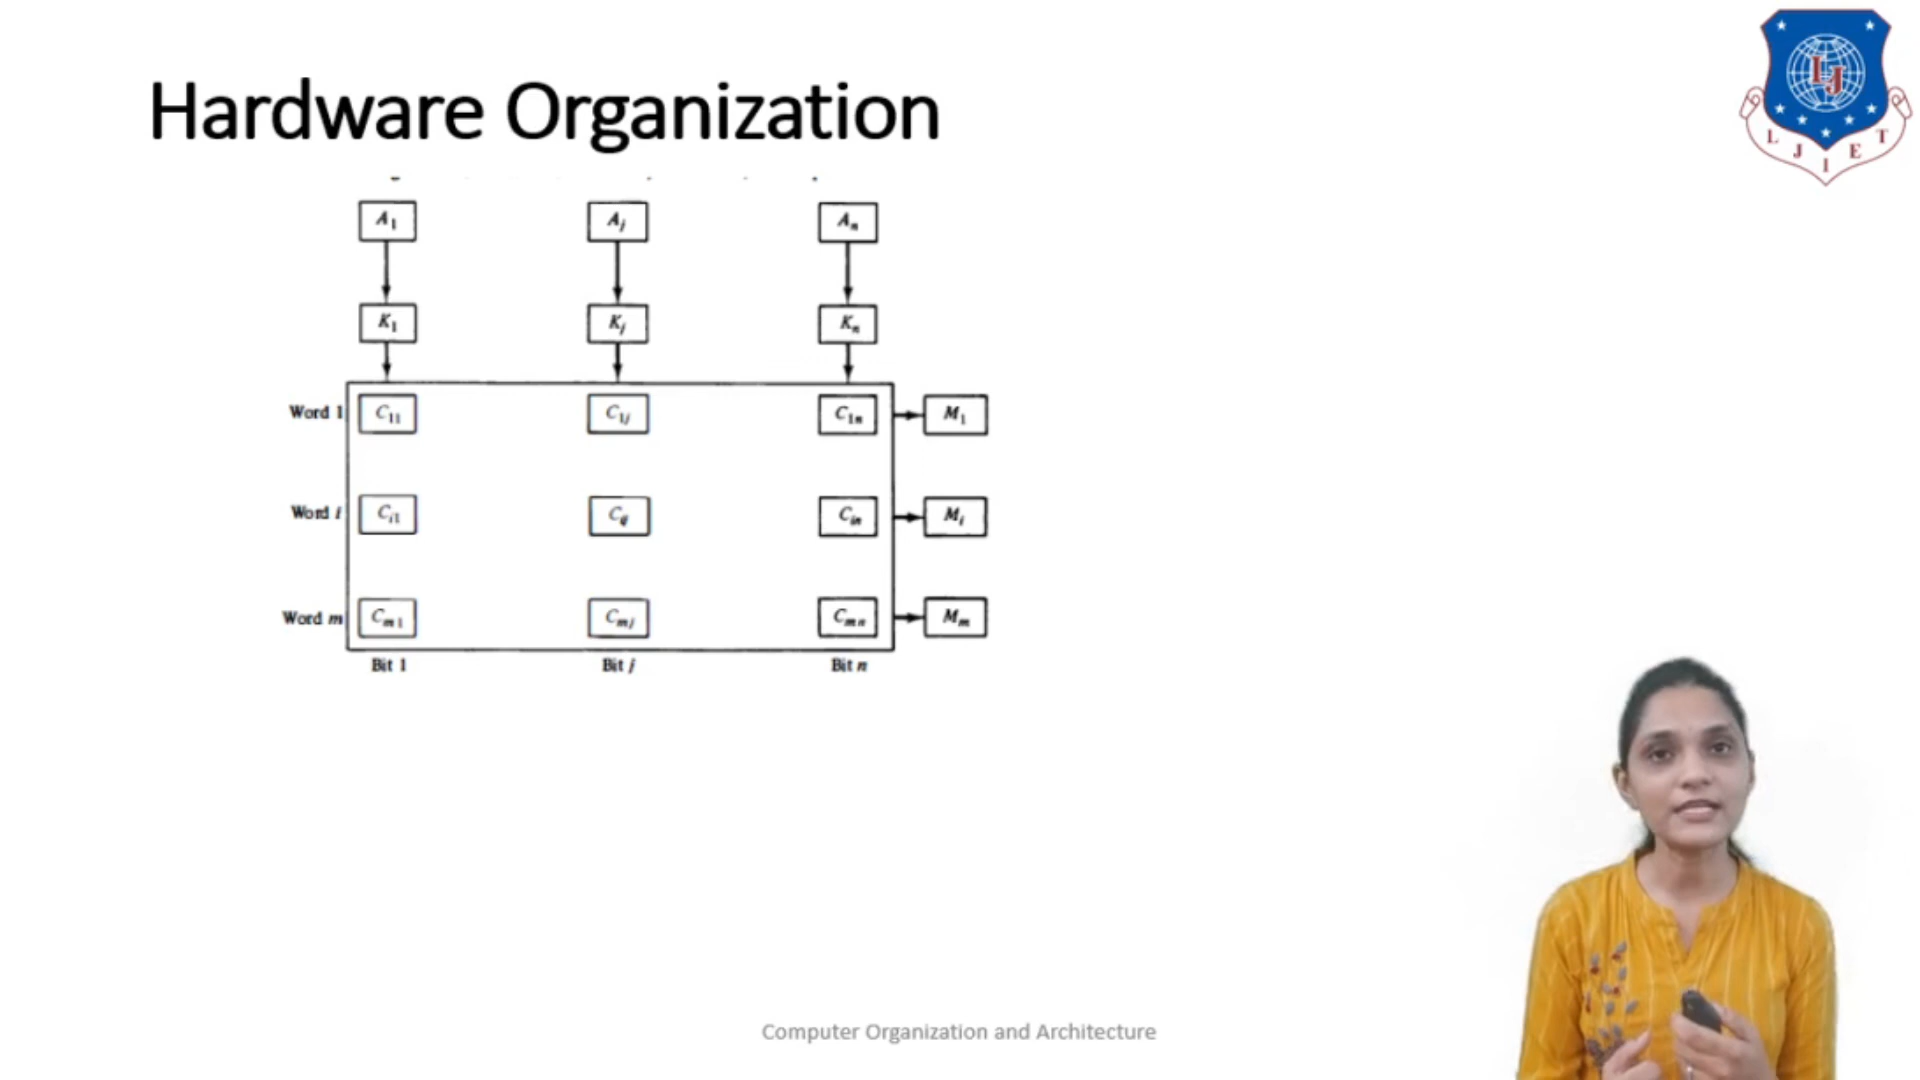 Hardware Organization
L J I E T
LJ
A1 Aj An
K1 Kj Kn
Word 1 C11 C1j C1n M1
Word i Ci1 Cij Cin Mi
Word m Cm1 Cmj Cmn Mm
Bit 1 Bit j Bit n
Computer Organization and Architecture